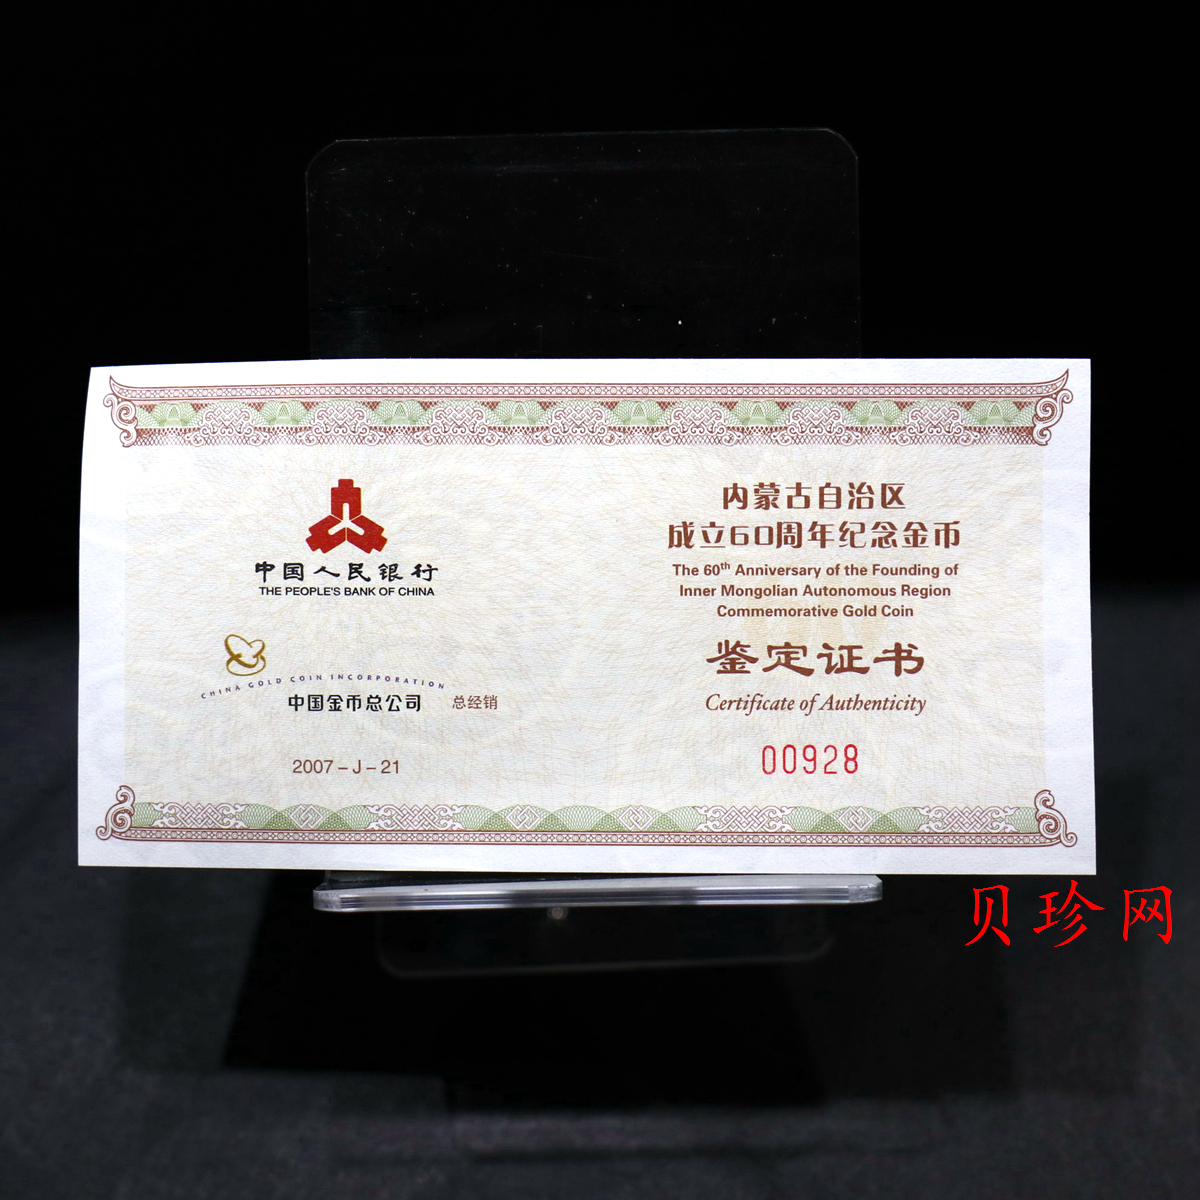 中国人民银行
THE PEOPLE'S BANK OF CHINA
CHINA GOLD COIN INCORPORATION
中国金币总公司 总经销
2007-J-21
内蒙古自治区
成立60周年纪念金币
The 60th Anniversary of the Founding of
Inner Mongolian Autonomous Region
Commemorative Gold Coin
鉴定证书
Certificate of Authenticity
00928
贝珍网